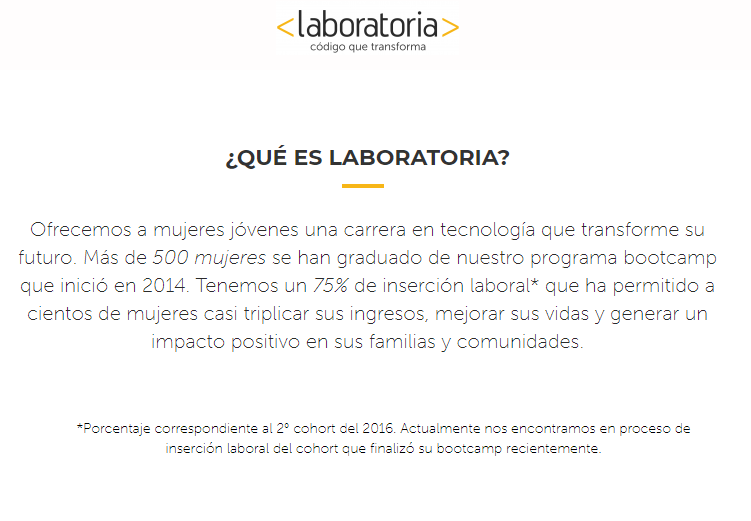 <laboratoria>
código que transforma
¿QUÉ ES LABORATORIA?
Ofrecemos a mujeres jóvenes una carrera en tecnología que transforme su
futuro. Más de 500 mujeres se han graduado de nuestro programa bootcamp
que inició en 2014. Tenemos un 75% de inserción laboral* que ha permitido a
cientos de mujeres casi triplicar sus ingresos, mejorar sus vidas y generar un
impacto positivo en sus familias y comunidades.
*Porcentaje correspondiente al 2º cohort del 2016. Actualmente nos encontramos en proceso de
inserción laboral del cohort que finalizó su bootcamp recientemente.